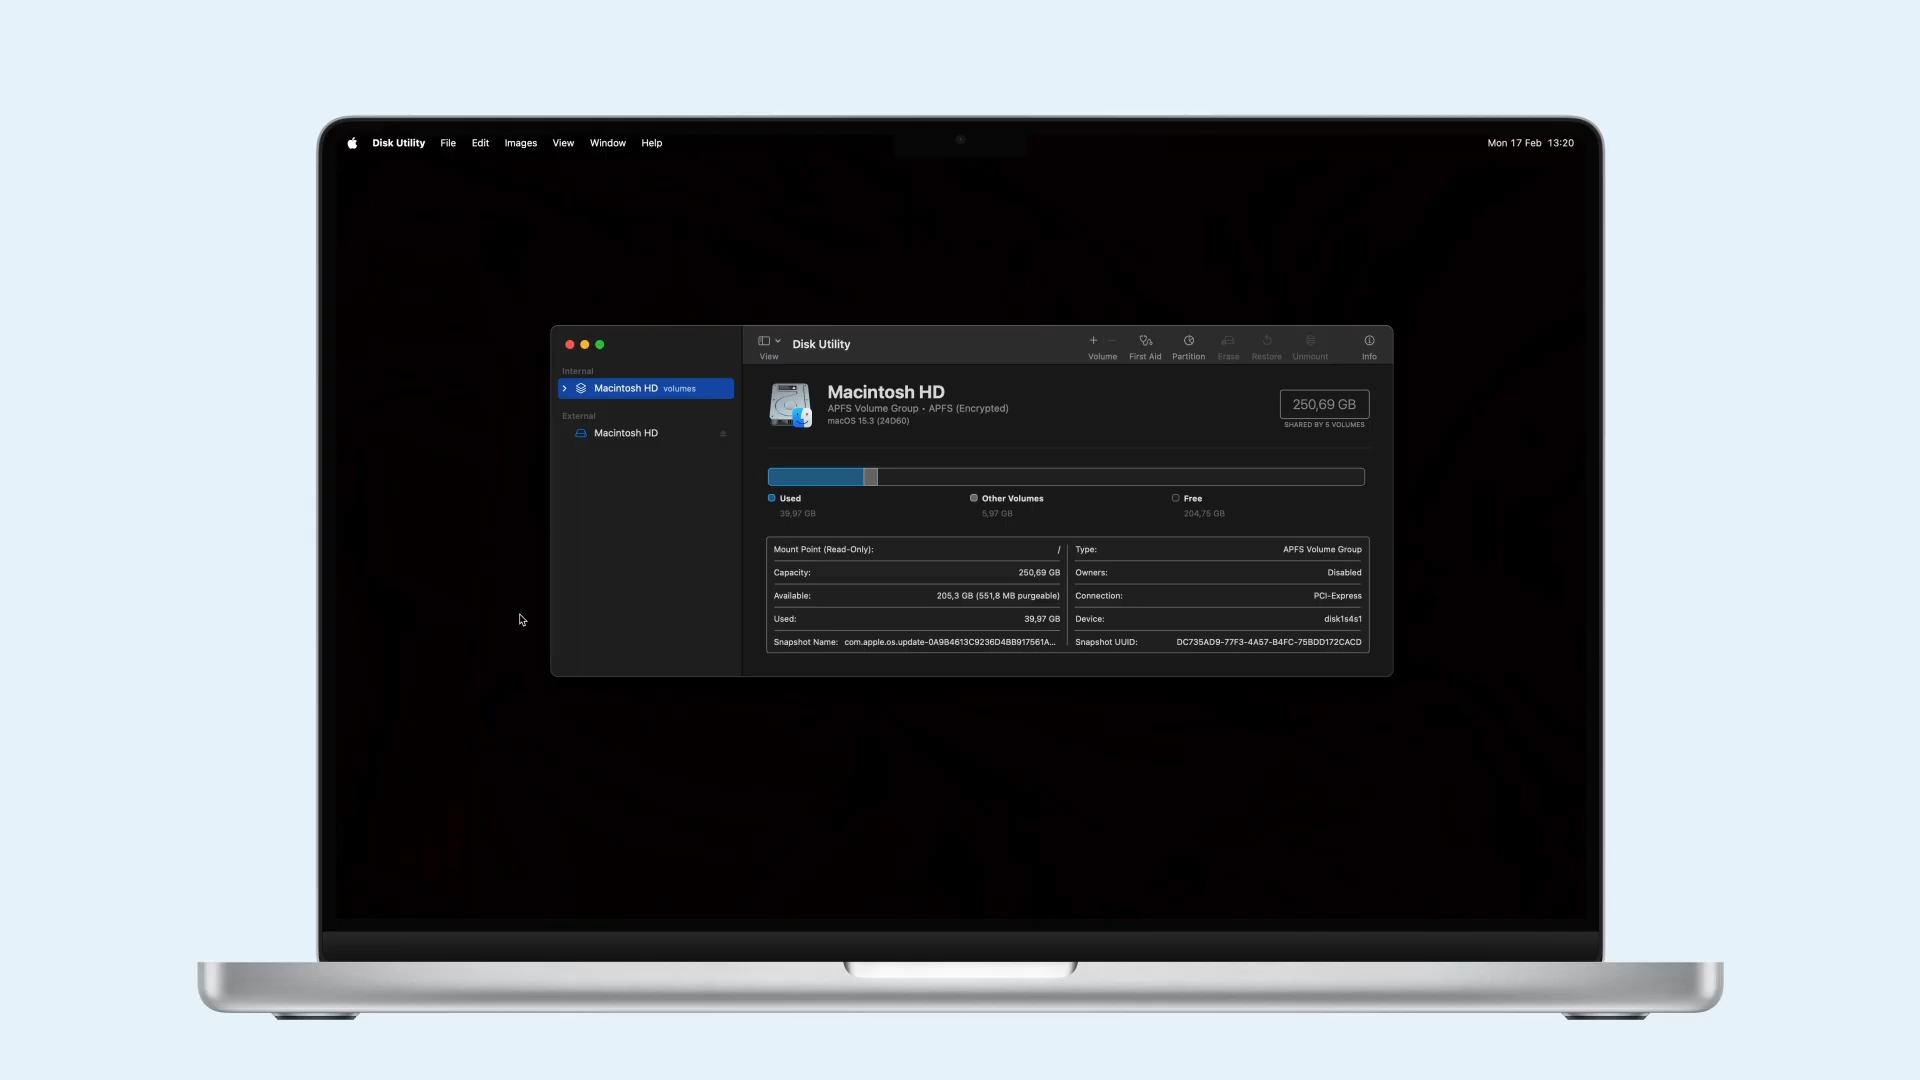 Disk Utility File Edit Images View Window Help Mon 17 Feb 13:20
Disk Utility
View Volume First Aid Partition Erase Restore Unmount Info
Internal
Macintosh HD volumes
External
Macintosh HD
Macintosh HD
APFS Volume Group • APFS (Encrypted)
macOS 15.3 (24D60)
250,69 GB
SHARED BY 5 VOLUMES
Used Other Volumes Free
39,97 GB 5,97 GB 204,75 GB
Mount Point (Read-Only): / Type: APFS Volume Group
Capacity: 250,69 GB Owners: Disabled
Available: 205,3 GB (551,8 MB purgeable) Connection: PCI-Express
Used: 39,97 GB Device: disk1s4s1
Snapshot Name: com.apple.os.update-0A9B4613C9236D4BB917561A... Snapshot UUID: DC735AD9-77F3-4A57-B4FC-75BDD172CACD